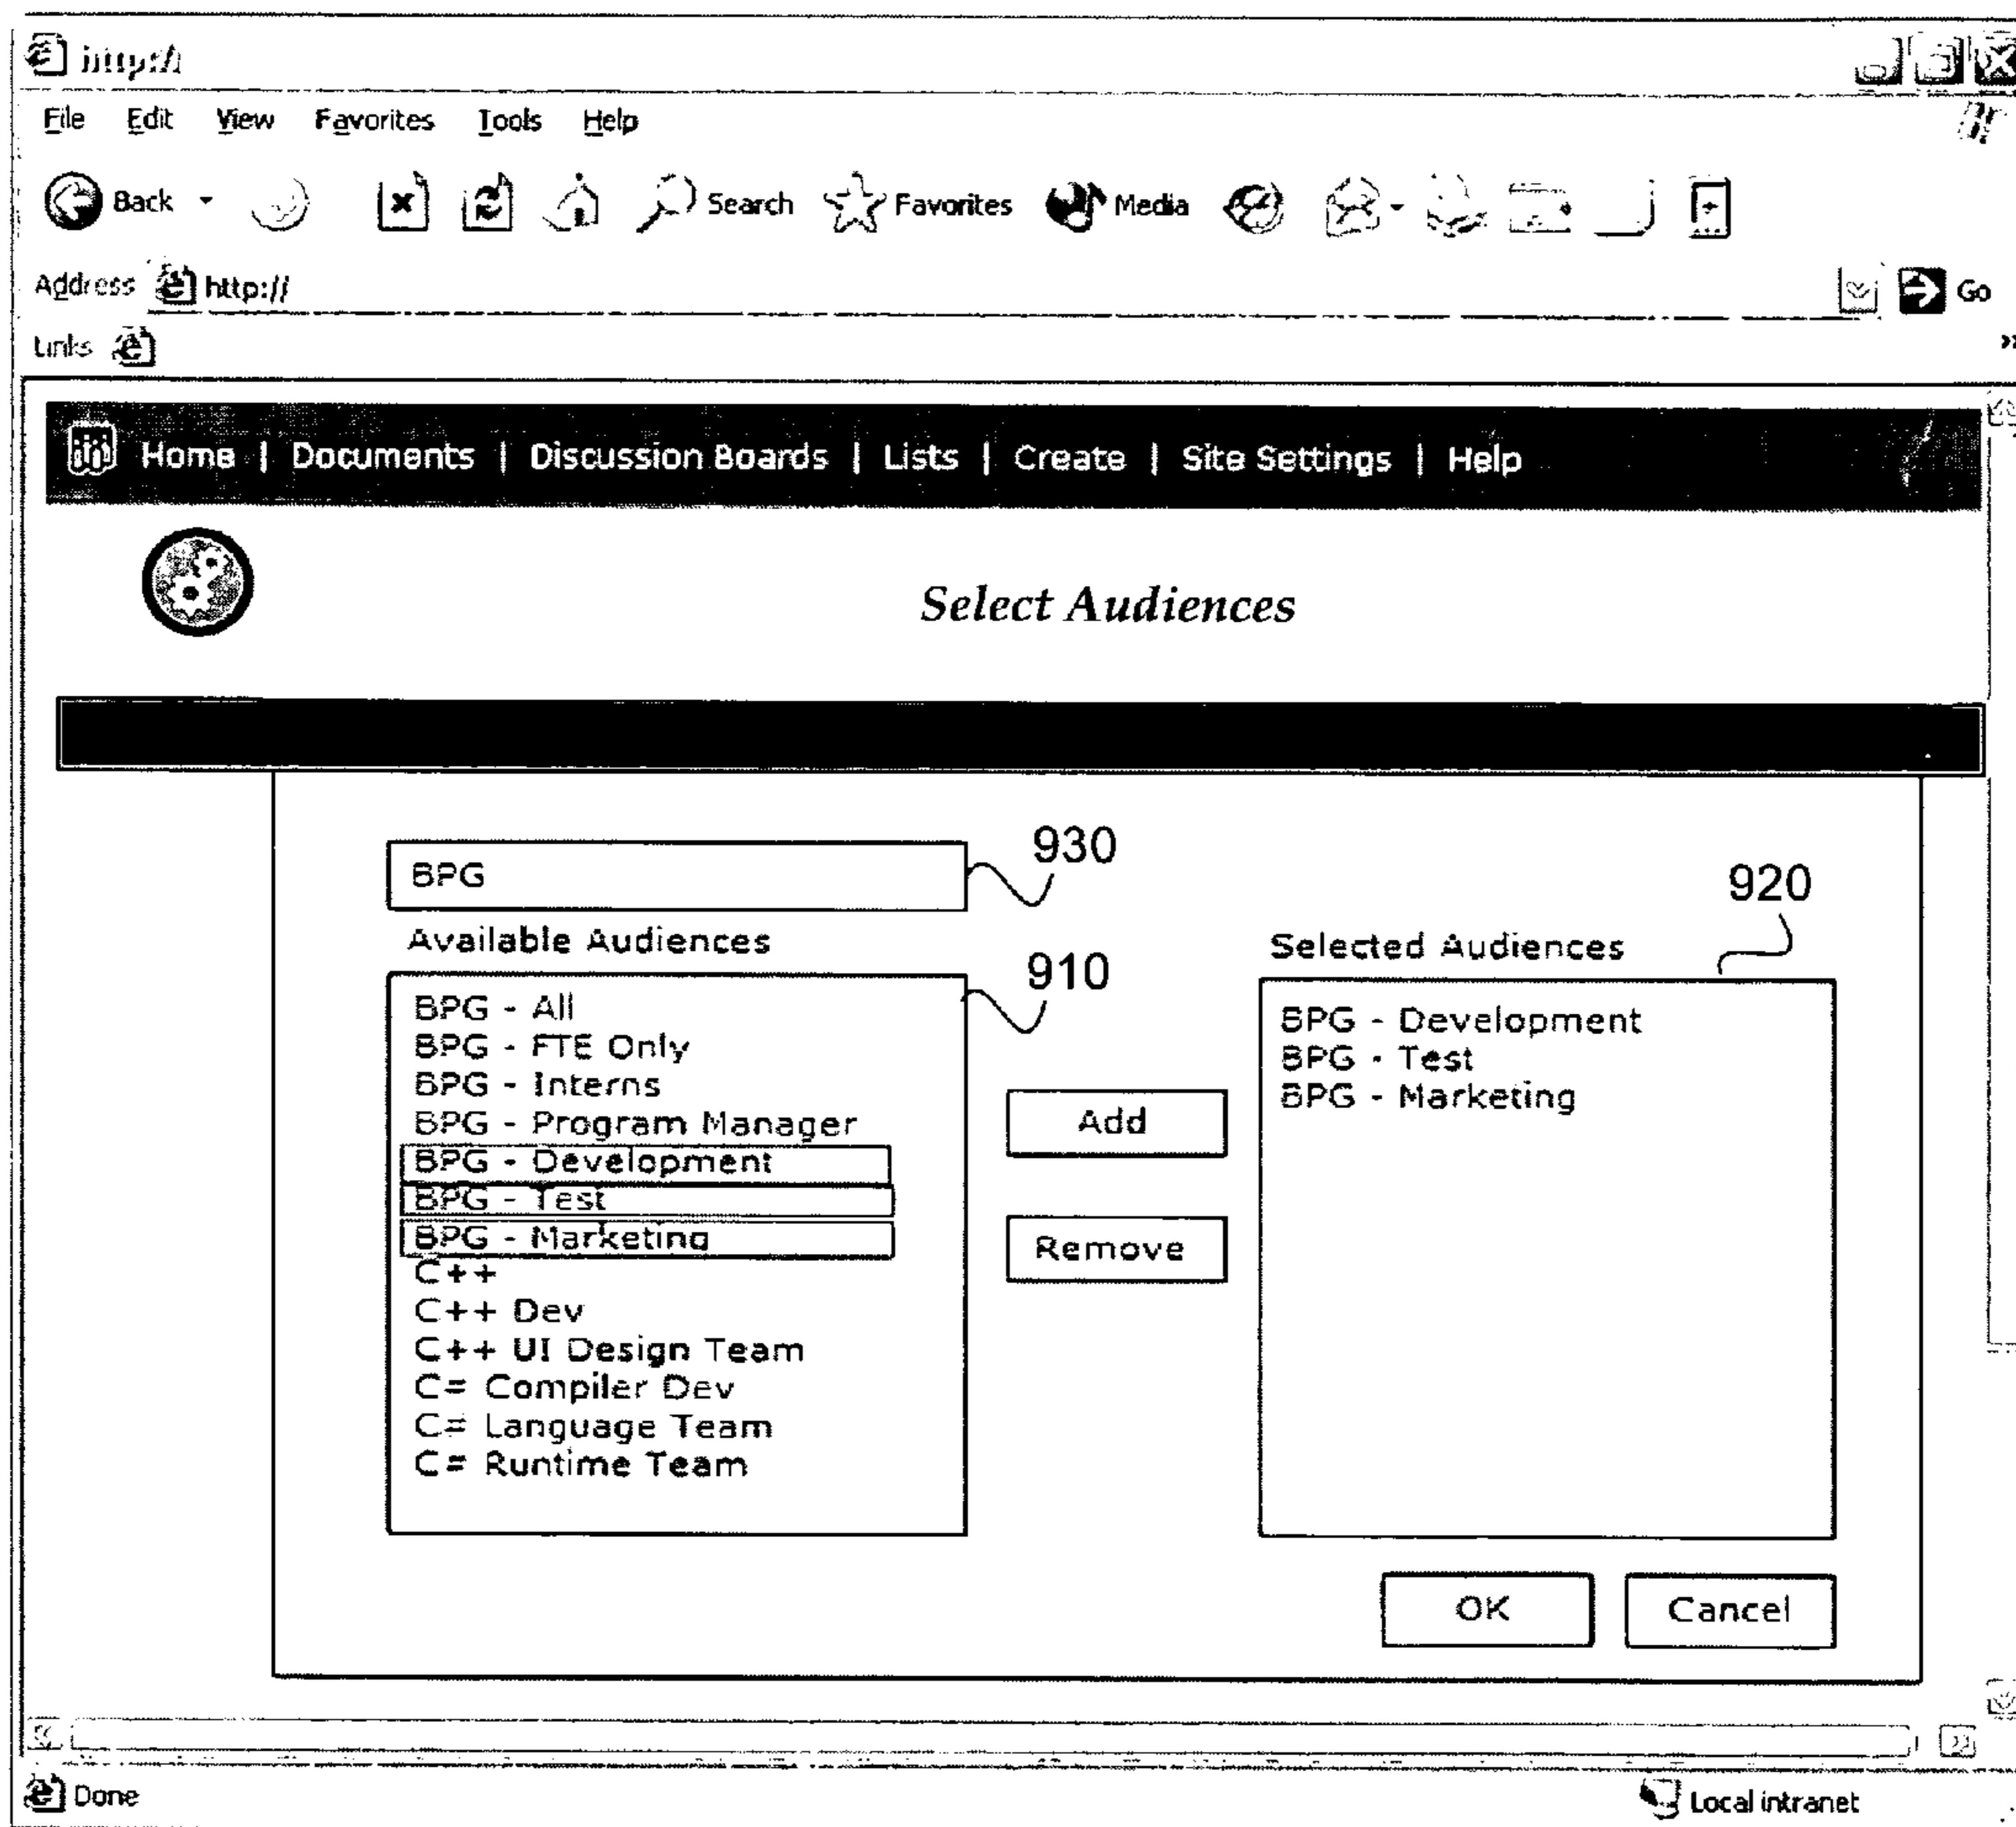 http://
File Edit View Favorites Tools Help
Back Search Favorites Media
Address http:// Go
Links »
Home | Documents | Discussion Boards | Lists | Create | Site Settings | Help
Select Audiences
930
BPG
920
Available Audiences
Selected Audiences
910
BPG - All
BPG - FTE Only
BPG - Interns
BPG - Program Manager
BPG - Development
BPG - Test
BPG - Marketing
C++
C++ Dev
C++ UI Design Team
C# Compiler Dev
C# Language Team
C# Runtime Team
Add
Remove
BPG - Development
BPG - Test
BPG - Marketing
OK Cancel
Done Local intranet